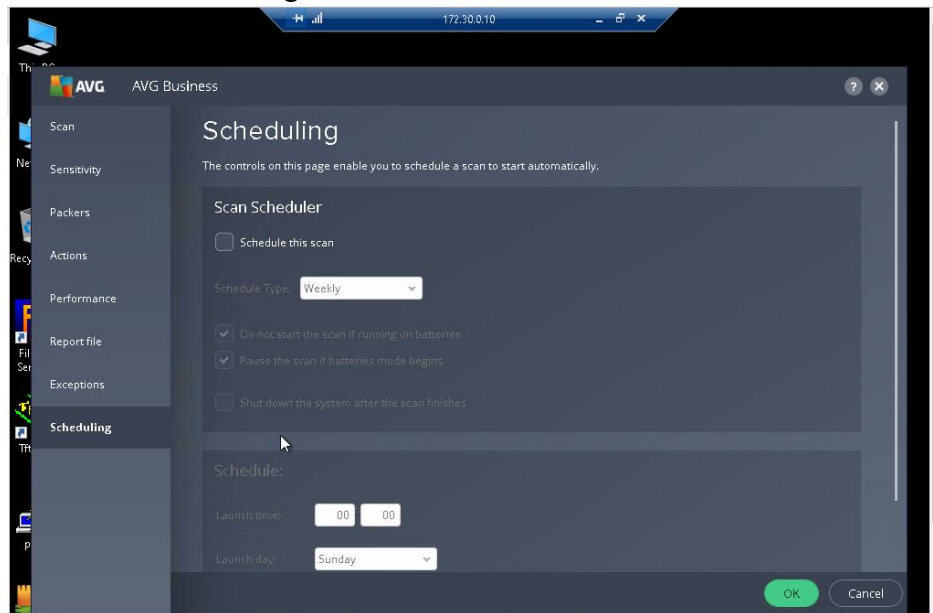 172.30.0.10
AVG AVG Business
?
Scan
Sensitivity
Packers
Actions
Performance
Report file
Exceptions
Scheduling
Scheduling
The controls on this page enable you to schedule a scan to start automatically.
Scan Scheduler
Schedule this scan
Schedule Type: Weekly
Do not start the scan if running on batteries
Pause the scan if batteries mode begins
Shut down the system after the scan finishes
Schedule:
Launch time: 00 00
Launch day: Sunday
OK Cancel